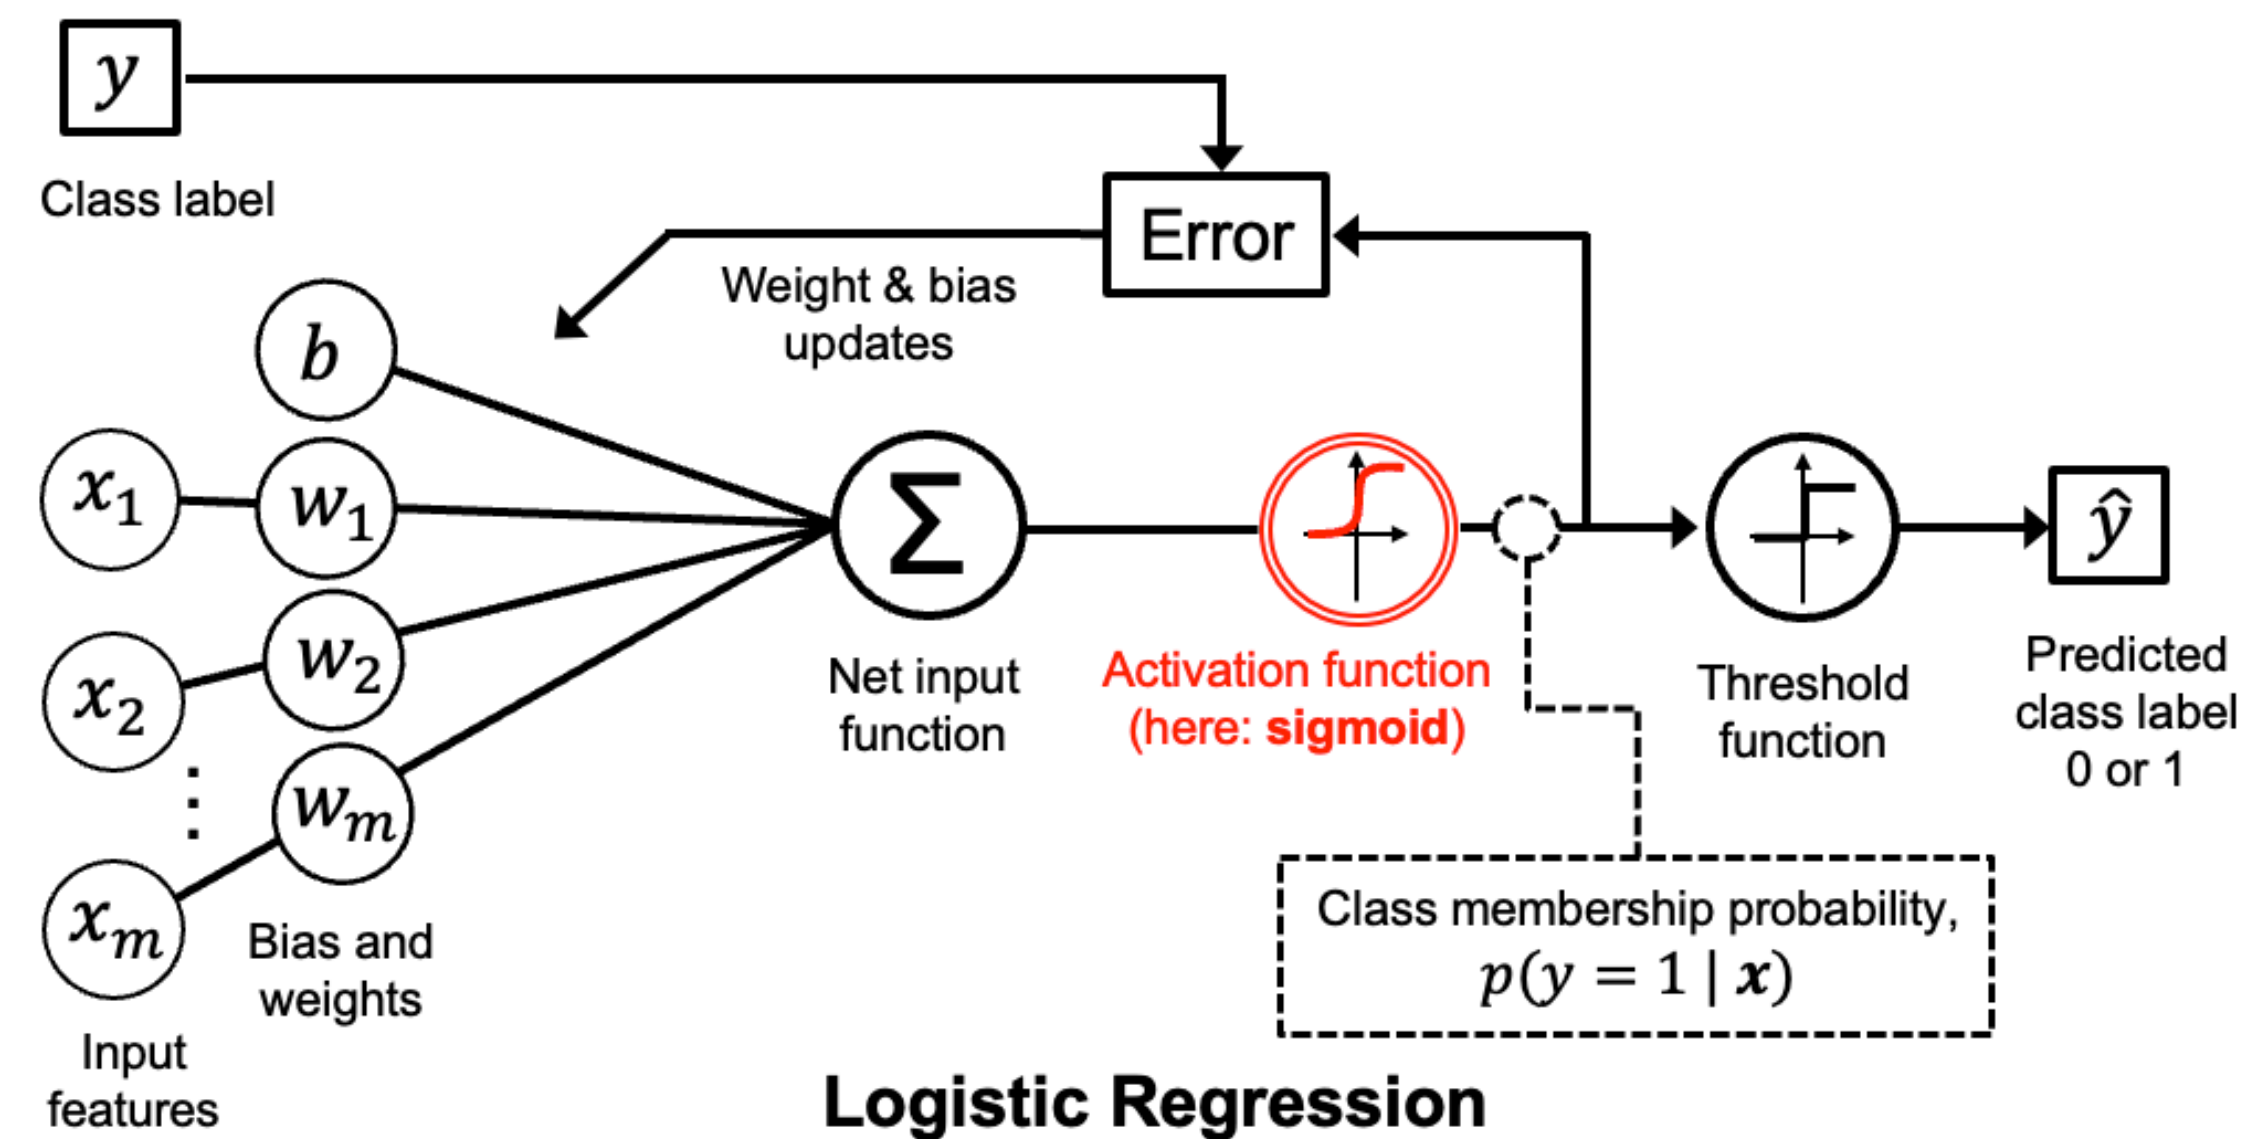 y
Class label
Error
Weight & bias
updates
b
x₁
w₁
x₂
w₂
⋮
xₘ
wₘ
Bias and
weights
Input
features
Σ
Net input
function
Activation function
(here: sigmoid)
Threshold
function
ŷ
Predicted
class label
0 or 1
Class membership probability,
p(y = 1 | x)
Logistic Regression